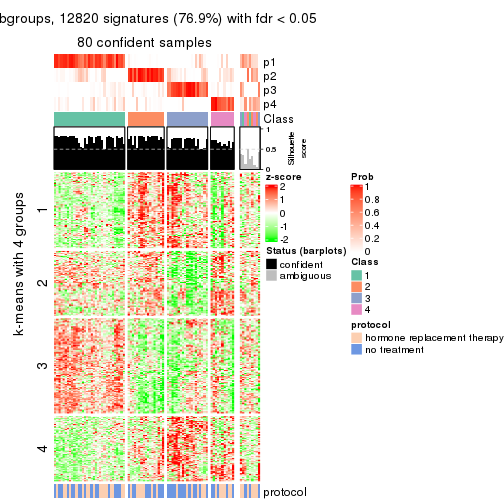 bgroups, 12820 signatures (76.9%) with fdr < 0.05
80 confident samples
p1
p2
p3
p4
Class
1
0.5
0
Silhouette
score
k-means with 4 groups
1
2
3
4
protocol
z-score
2
1
0
-1
-2
Status (barplots)
confident
ambiguous
Prob
1
0.8
0.6
0.4
0.2
0
Class
1
2
3
4
protocol
hormone replacement therapy
no treatment